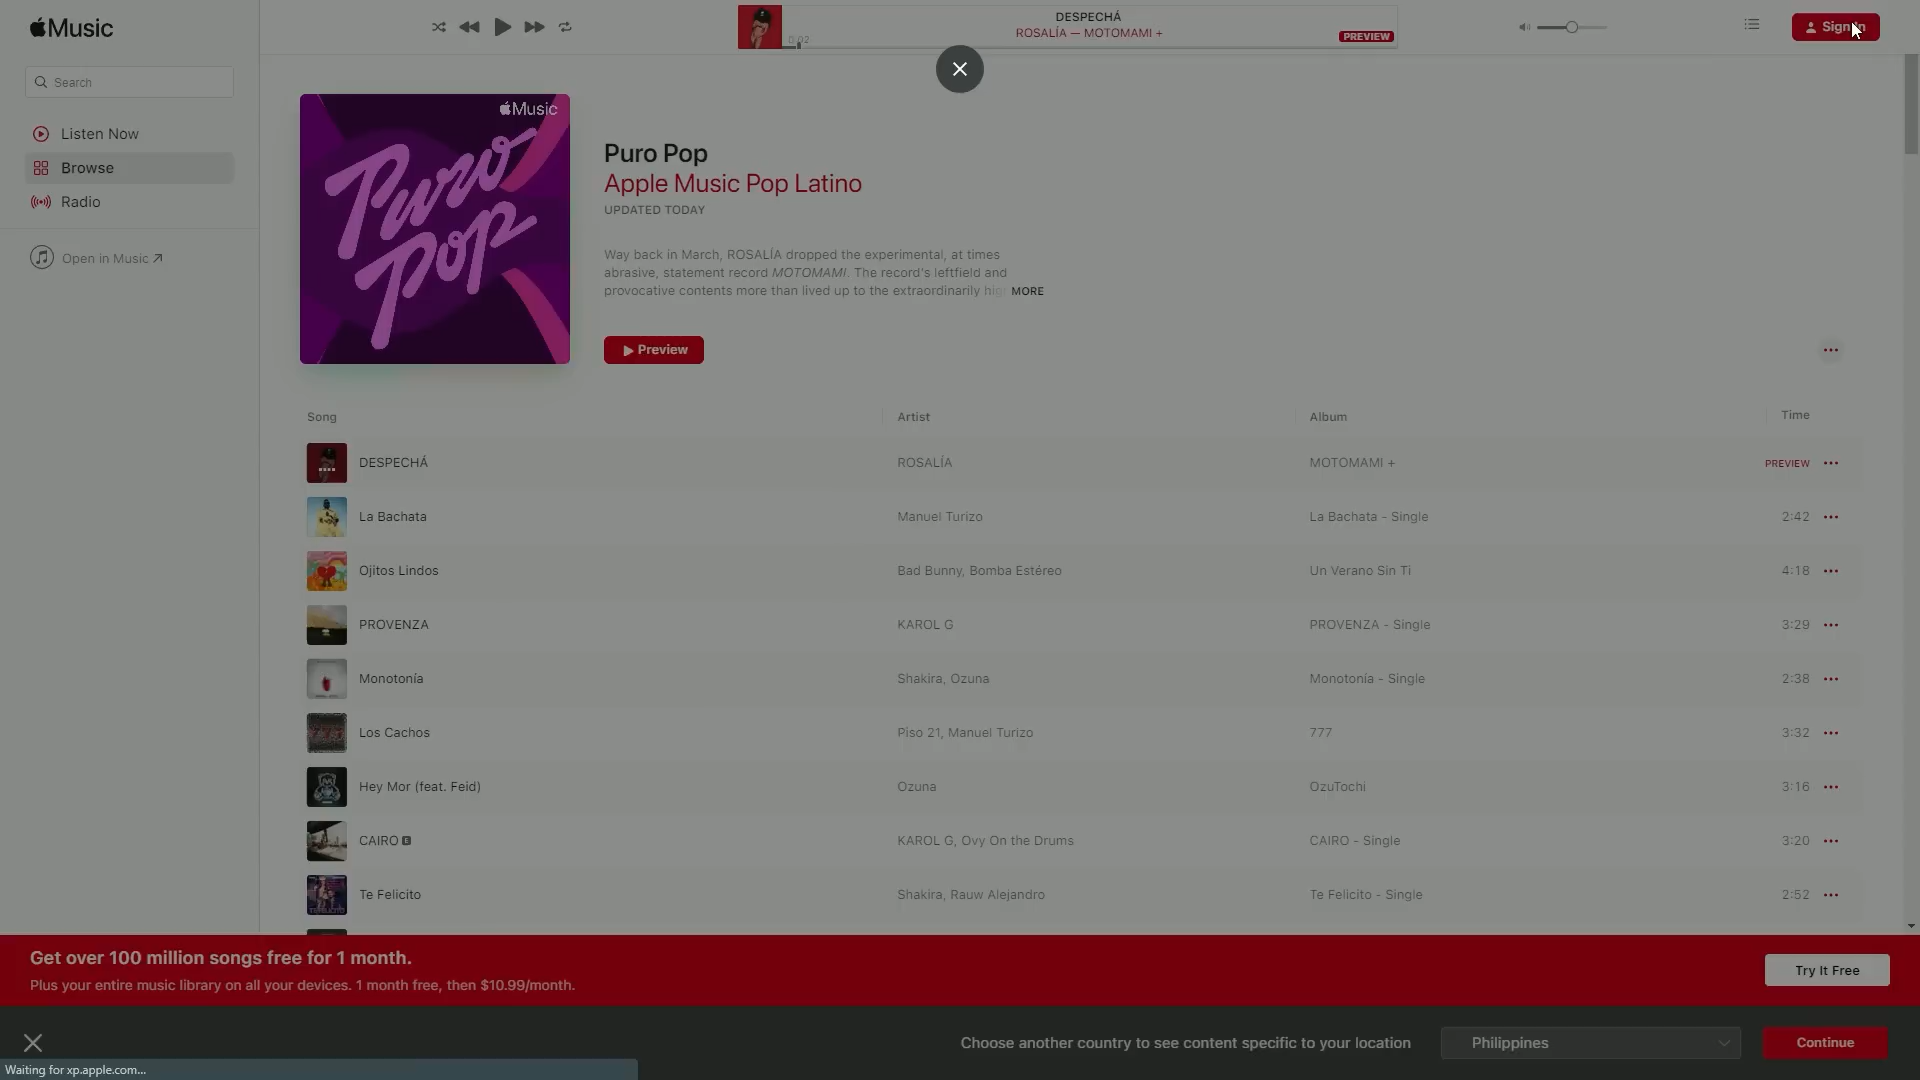 Music
DESPECHÁ
ROSALÍA — MOTOMAMI +
0:02
PREVIEW
Sign In
Search
Listen Now
Browse
Radio
Open in Music
Music
Puro
Pop
Puro Pop
Apple Music Pop Latino
UPDATED TODAY
Way back in March, ROSALÍA dropped the experimental, at times
abrasive, statement record MOTOMAMI. The record's leftfield and
provocative contents more than lived up to the extraordinarily hig MORE
Preview
Song Artist Album Time
DESPECHÁ ROSALÍA MOTOMAMI + PREVIEW
La Bachata Manuel Turizo La Bachata - Single 2:42
Ojitos Lindos Bad Bunny, Bomba Estéreo Un Verano Sin Ti 4:18
PROVENZA KAROL G PROVENZA - Single 3:29
Monotonía Shakira, Ozuna Monotonía - Single 2:38
Los Cachos Piso 21, Manuel Turizo 777 3:32
Hey Mor (feat. Feid) Ozuna OzuTochi 3:16
CAIRO E KAROL G, Ovy On the Drums CAIRO - Single 3:20
Te Felicito Shakira, Rauw Alejandro Te Felicito - Single 2:52
Get over 100 million songs free for 1 month.
Plus your entire music library on all your devices. 1 month free, then $10.99/month.
Try It Free
Choose another country to see content specific to your location Philippines Continue
Waiting for xp.apple.com...